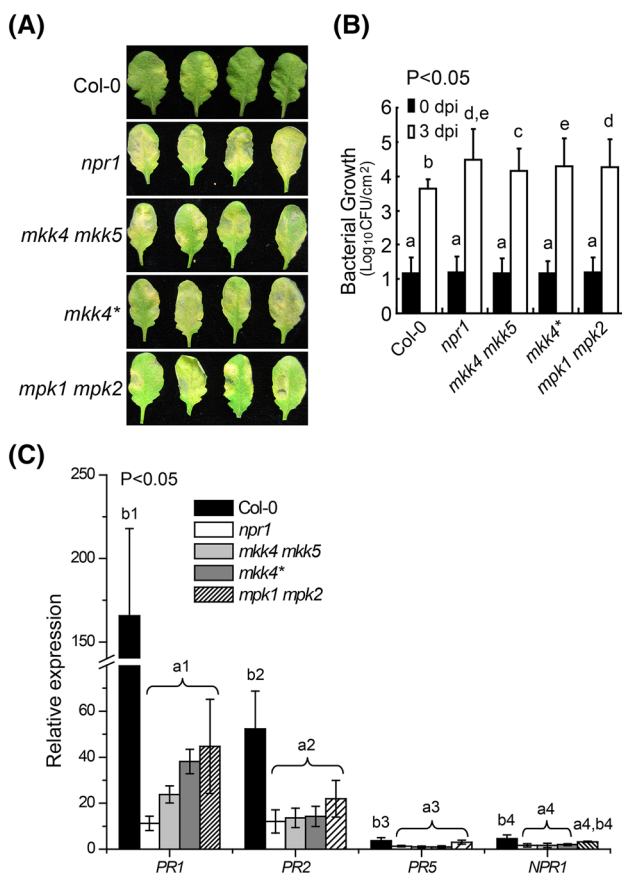 (A)
Col-0
npr1
mkk4 mkk5
mkk4*
mpk1 mpk2
(B)
P<0.05
0 dpi
3 dpi
Bacterial Growth
(Log10CFU/cm2)
6
5
4
3
2
1
0
a
b
a
d,e
a
c
a
e
a
d
Col-0
npr1
mkk4 mkk5
mkk4*
mpk1 mpk2
(C)
P<0.05
Relative expression
250
200
150
80
60
40
20
0
Col-0
npr1
mkk4 mkk5
mkk4*
mpk1 mpk2
b1
a1
b2
a2
b3
a3
b4
a4
a4,b4
PR1
PR2
PR5
NPR1